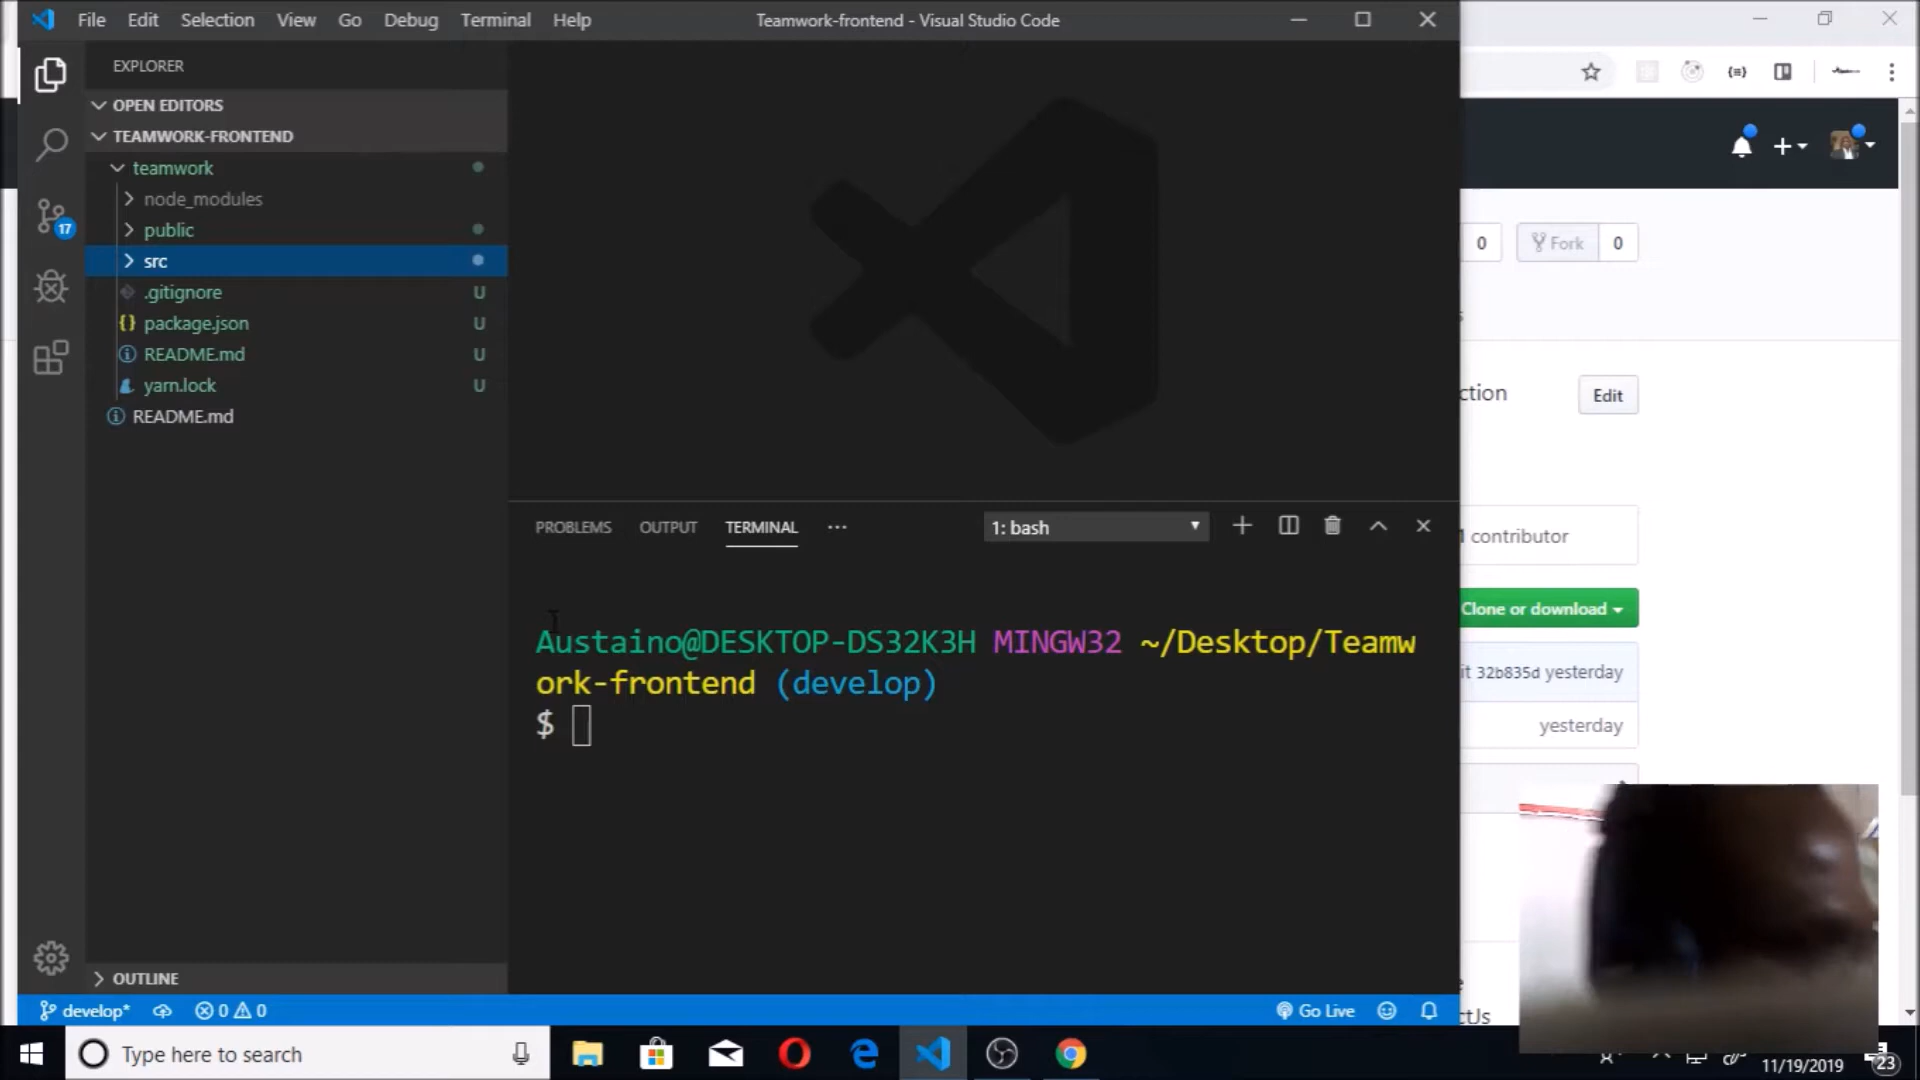 File Edit Selection View Go Debug Terminal Help
Teamwork-frontend - Visual Studio Code
EXPLORER
OPEN EDITORS
TEAMWORK-FRONTEND
teamwork
node_modules
public
src
.gitignore U
package.json U
README.md U
yarn.lock U
README.md
17
OUTLINE
PROBLEMS OUTPUT TERMINAL ···
1: bash
Austaino@DESKTOP-DS32K3H MINGW32 ~/Desktop/Teamw
ork-frontend (develop)
$
0 Fork 0
ction Edit
contributor
Clone or download
it 32b835d yesterday
yesterday
ctJs
develop* 0 0 Go Live
Type here to search
11/19/2019
23